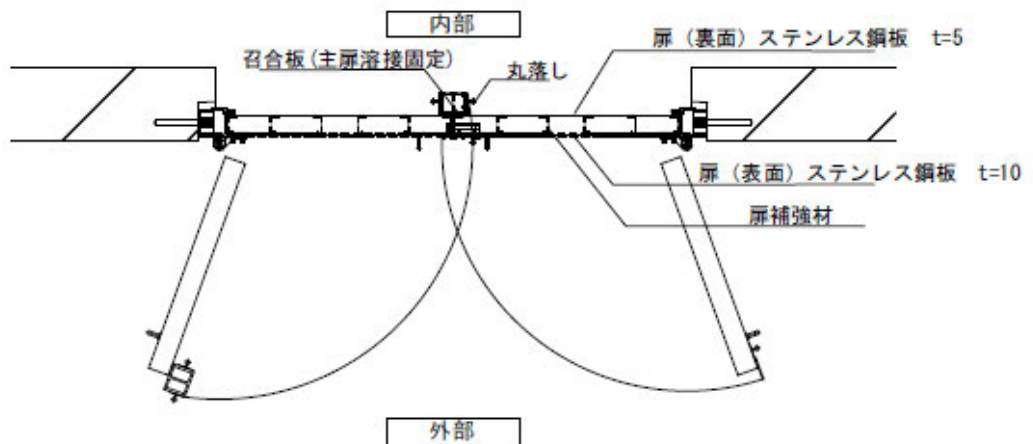 内部
扉（裏面）ステンレス鋼板 t=5
召合板(主扉溶接固定)
丸落し
扉（表面）ステンレス鋼板 t=10
扉補強材
外部